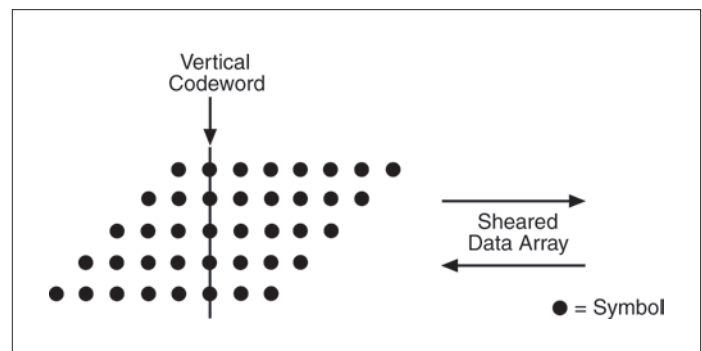 Vertical
Codeword
Sheared
Data Array
= Symbol